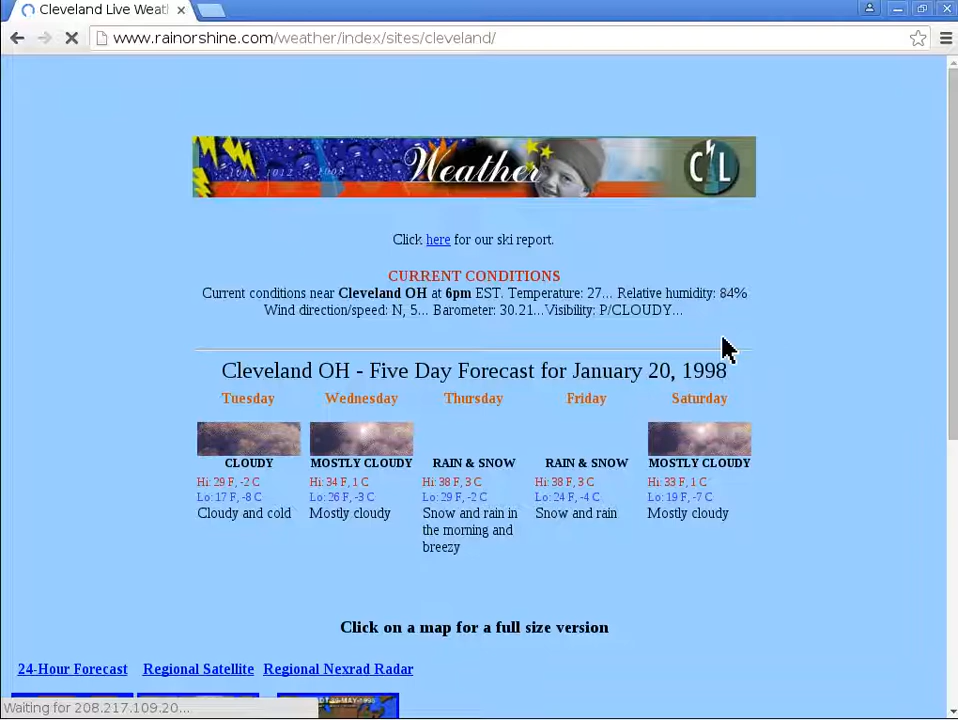 Cleveland Live Weath
www.rainorshine.com/weather/index/sites/cleveland/
1012 1008
Weather
CL
Click here for our ski report.
CURRENT CONDITIONS
Current conditions near Cleveland OH at 6pm EST. Temperature: 27... Relative humidity: 84%
Wind direction/speed: N, 5... Barometer: 30.21...Visibility: P/CLOUDY...
Cleveland OH - Five Day Forecast for January 20, 1998
Tuesday Wednesday Thursday Friday Saturday
CLOUDY MOSTLY CLOUDY RAIN & SNOW RAIN & SNOW MOSTLY CLOUDY
Hi: 29 F, -2 C Hi: 34 F, 1 C Hi: 38 F, 3 C Hi: 38 F, 3 C Hi: 33 F, 1 C
Lo: 17 F, -8 C Lo: 26 F, -3 C Lo: 29 F, -2 C Lo: 24 F, -4 C Lo: 19 F, -7 C
Cloudy and cold Mostly cloudy Snow and rain in Snow and rain Mostly cloudy
the morning and
breezy
Click on a map for a full size version
24-Hour Forecast Regional Satellite Regional Nexrad Radar
Waiting for 208.217.109.20...